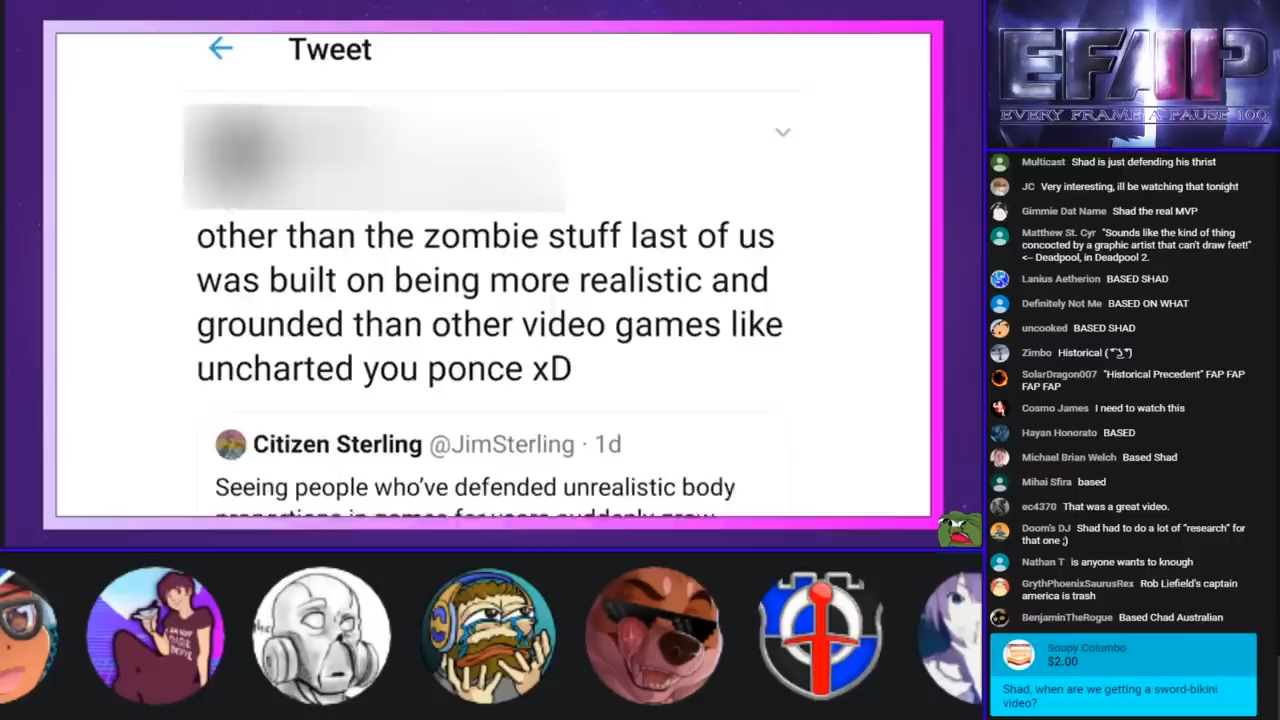 Tweet
other than the zombie stuff last of us
was built on being more realistic and
grounded than other video games like
uncharted you ponce xD
Citizen Sterling @JimSterling · 1d
Seeing people who've defended unrealistic body
EFAP
EVERY FRAME A PAUSE 100
Multicast Shad is just defending his thrist
JC Very interesting, ill be watching that tonight
Gimmie Dat Name Shad the real MVP
Matthew St. Cyr "Sounds like the kind of thing
concocted by a graphic artist that can't draw feet!"
<-- Deadpool, in Deadpool 2.
Lanius Aetherion BASED SHAD
Definitely Not Me BASED ON WHAT
uncooked BASED SHAD
Zimbo Historical ( ͡° ͜ʖ ͡°)
SolarDragon007 "Historical Precedent" FAP FAP
FAP FAP
Cosmo James I need to watch this
Hayan Honorato BASED
Michael Brian Welch Based Shad
Mihai Sfira based
ec4370 That was a great video.
Doom's DJ Shad had to do a lot of "research" for
that one ;)
Nathan T is anyone wants to knough
GrythPhoenixSaurusRex Rob Liefield's captain
america is trash
BenjaminTheRogue Based Chad Australian
Soupy Columbo
$2.00
Shad, when are we getting a sword-bikini
video?